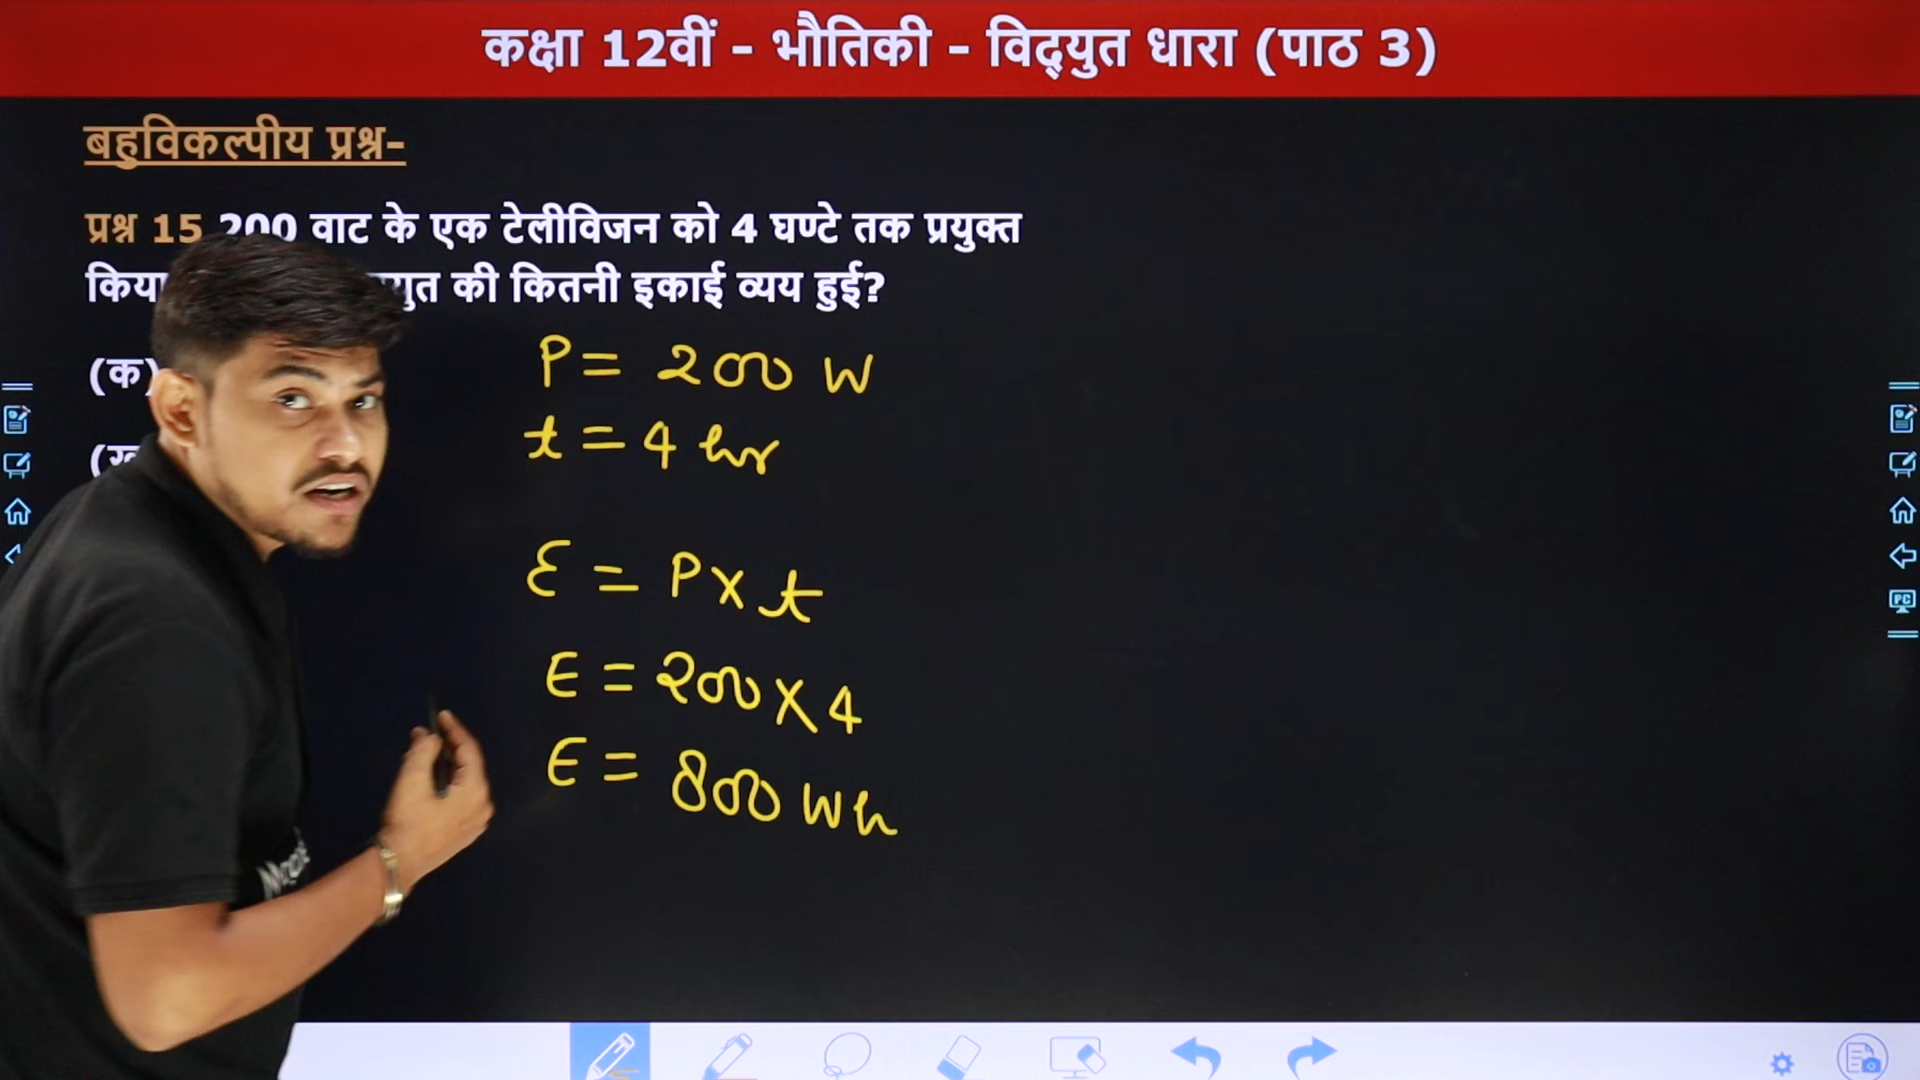 कक्षा 12वीं - भौतिकी - विद्युत धारा (पाठ 3)
बहुविकल्पीय प्रश्न-
प्रश्न 15 200 वाट के एक टेलीविजन को 4 घण्टे तक प्रयुक्त
की कितनी इकाई व्यय हुई?
(क)
P = 200 W
t = 4 hr
E = P x t
E = 200 x 4
E = 800 Wh
PC